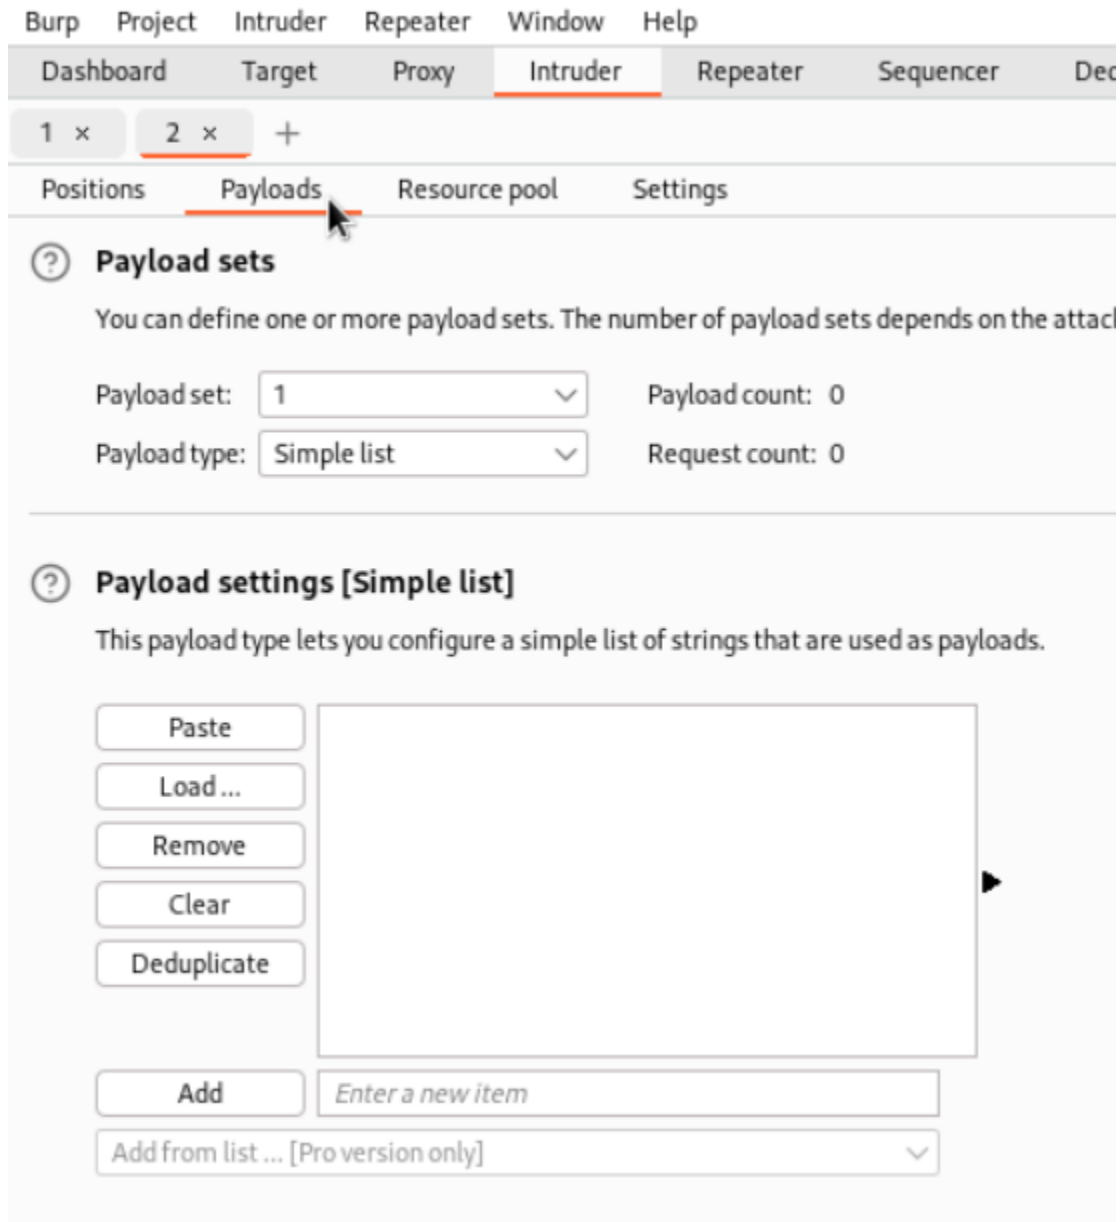 Burp Project Intruder Repeater Window Help
Dashboard Target Proxy Intruder Repeater Sequencer
1 × 2 × +
Positions Payloads Resource pool Settings
? Payload sets
You can define one or more payload sets. The number of payload sets depends on the
Payload set: 1 Payload count: 0
Payload type: Simple list Request count: 0
? Payload settings [Simple list]
This payload type lets you configure a simple list of strings that are used as payloads.
Paste
Load ...
Remove
Clear
Deduplicate
Add Enter a new item
Add from list ... [Pro version only]